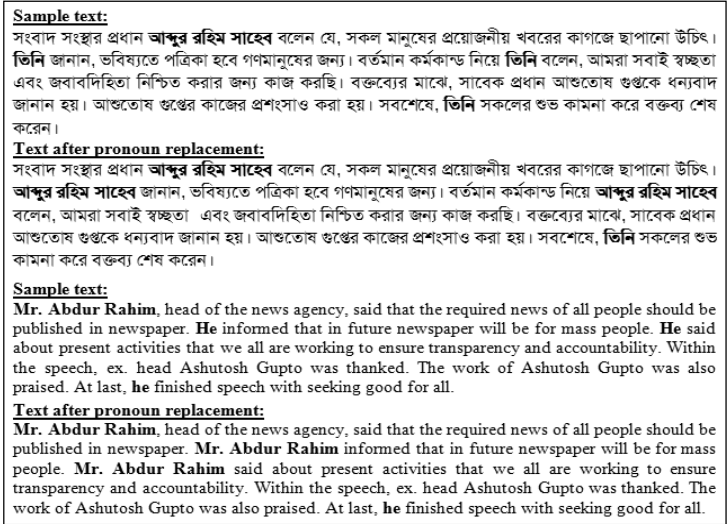 Sample text:
সংবাদ সংস্থার প্রধান আব্দুর রহিম সাহেব বলেন যে, সকল মানুষের প্রয়োজনীয় খবরের কাগজে ছাপানো উচিৎ।
তিনি জানান, ভবিষ্যতে পত্রিকা হবে গণমানুষের জন্য। বর্তমান কর্মকান্ড নিয়ে তিনি বলেন, আমরা সবাই স্বচ্ছতা
এবং জবাবদিহিতা নিশ্চিত করার জন্য কাজ করছি। বক্তব্যের মাঝে, সাবেক প্রধান আশুতোষ গুপ্তকে ধন্যবাদ
জানান হয়। আশুতোষ গুপ্তের কাজের প্রশংসাও করা হয়। সবশেষে, তিনি সকলের শুভ কামনা করে বক্তব্য শেষ
করেন।
Text after pronoun replacement:
সংবাদ সংস্থার প্রধান আব্দুর রহিম সাহেব বলেন যে, সকল মানুষের প্রয়োজনীয় খবরের কাগজে ছাপানো উচিৎ।
আব্দুর রহিম সাহেব জানান, ভবিষ্যতে পত্রিকা হবে গণমানুষের জন্য। বর্তমান কর্মকান্ড নিয়ে আব্দুর রহিম সাহেব
বলেন, আমরা সবাই স্বচ্ছতা এবং জবাবদিহিতা নিশ্চিত করার জন্য কাজ করছি। বক্তব্যের মাঝে, সাবেক প্রধান
আশুতোষ গুপ্তকে ধন্যবাদ জানান হয়। আশুতোষ গুপ্তের কাজের প্রশংসাও করা হয়। সবশেষে, তিনি সকলের শুভ
কামনা করে বক্তব্য শেষ করেন।
Sample text:
Mr. Abdur Rahim, head of the news agency, said that the required news of all people should be
published in newspaper. He informed that in future newspaper will be for mass people. He said
about present activities that we all are working to ensure transparency and accountability. Within
the speech, ex. head Ashutosh Gupto was thanked. The work of Ashutosh Gupto was also
praised. At last, he finished speech with seeking good for all.
Text after pronoun replacement:
Mr. Abdur Rahim, head of the news agency, said that the required news of all people should be
published in newspaper. Mr. Abdur Rahim informed that in future newspaper will be for mass
people. Mr. Abdur Rahim said about present activities that we all are working to ensure
transparency and accountability. Within the speech, ex. head Ashutosh Gupto was thanked. The
work of Ashutosh Gupto was also praised. At last, he finished speech with seeking good for all.